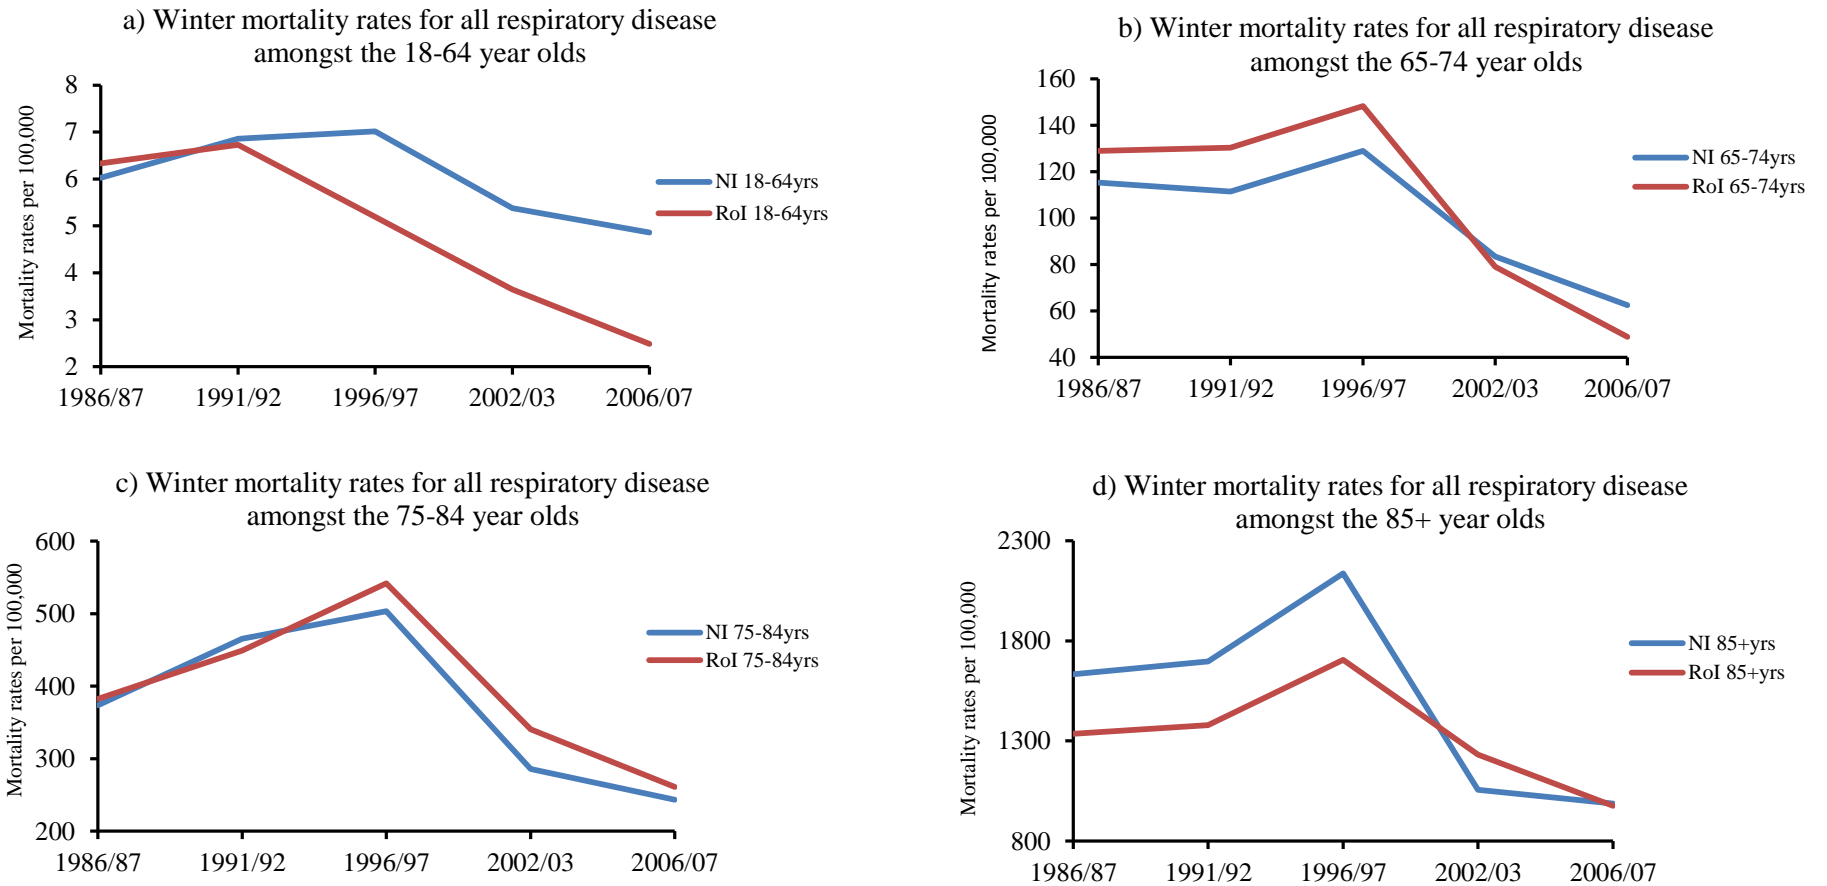 a) Winter mortality rates for all respiratory disease
amongst the 18-64 year olds
Mortality rates per 100,000
8
7
6
5
4
3
2
1986/87 1991/92 1996/97 2002/03 2006/07
NI 18-64yrs
RoI 18-64yrs
b) Winter mortality rates for all respiratory disease
amongst the 65-74 year olds
Mortality rates per 100,000
160
140
120
100
80
60
40
1986/87 1991/92 1996/97 2002/03 2006/07
NI 65-74yrs
RoI 65-74yrs
c) Winter mortality rates for all respiratory disease
amongst the 75-84 year olds
Mortality rates per 100,000
600
500
400
300
200
1986/87 1991/92 1996/97 2002/03 2006/07
NI 75-84yrs
RoI 75-84yrs
d) Winter mortality rates for all respiratory disease
amongst the 85+ year olds
Mortality rates per 100,000
2300
1800
1300
800
1986/87 1991/92 1996/97 2002/03 2006/07
NI 85+yrs
RoI 85+yrs